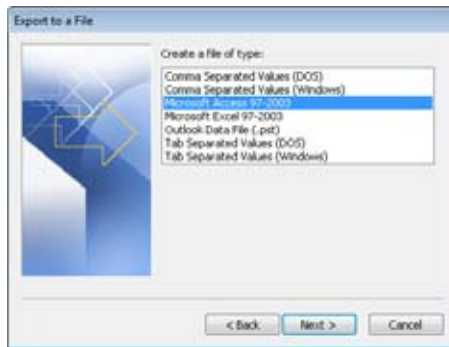 Export to a File
Create a file of type:
Comma Separated Values (DOS)
Comma Separated Values (Windows)
Microsoft Access 97-2003
Microsoft Excel 97-2003
Outlook Data File (.pst)
Tab Separated Values (DOS)
Tab Separated Values (Windows)
< Back
Next >
Cancel